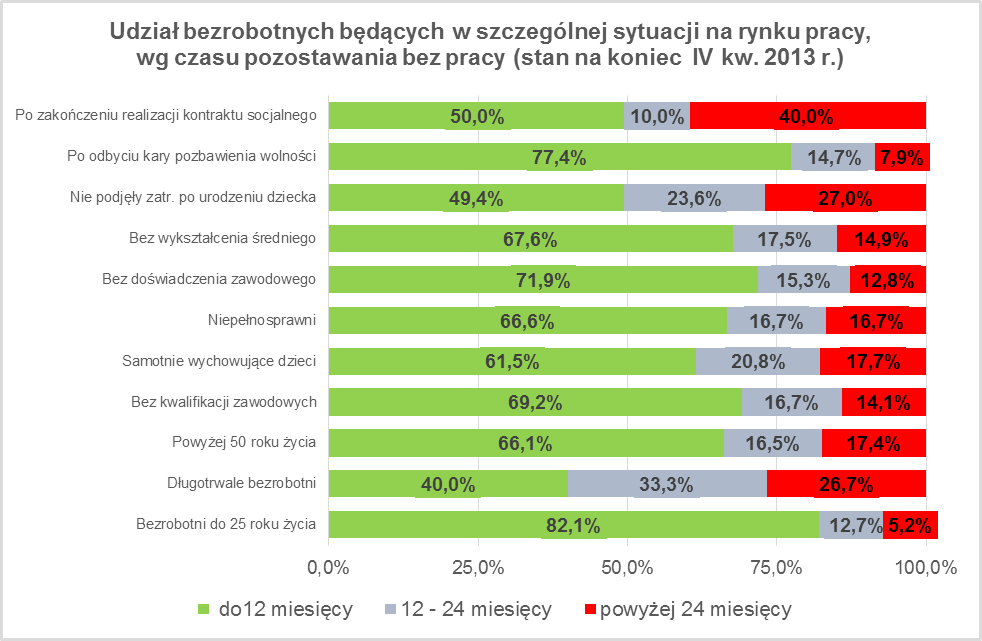 Udział bezrobotnych będących w szczególnej sytuacji na rynku pracy,
wg czasu pozostawania bez pracy (stan na koniec IV kw. 2013 r.)
Po zakończeniu realizacji kontraktu socjalnego 50,0% 10,0% 40,0%
Po odbyciu kary pozbawienia wolności 77,4% 14,7% 7,9%
Nie podjęły zatr. po urodzeniu dziecka 49,4% 23,6% 27,0%
Bez wykształcenia średniego 67,6% 17,5% 14,9%
Bez doświadczenia zawodowego 71,9% 15,3% 12,8%
Niepełnosprawni 66,6% 16,7% 16,7%
Samotnie wychowujące dzieci 61,5% 20,8% 17,7%
Bez kwalifikacji zawodowych 69,2% 16,7% 14,1%
Powyżej 50 roku życia 66,1% 16,5% 17,4%
Długotrwale bezrobotni 40,0% 33,3% 26,7%
Bezrobotni do 25 roku życia 82,1% 12,7% 5,2%
0,0% 25,0% 50,0% 75,0% 100,0%
do12 miesięcy 12 - 24 miesięcy powyżej 24 miesięcy